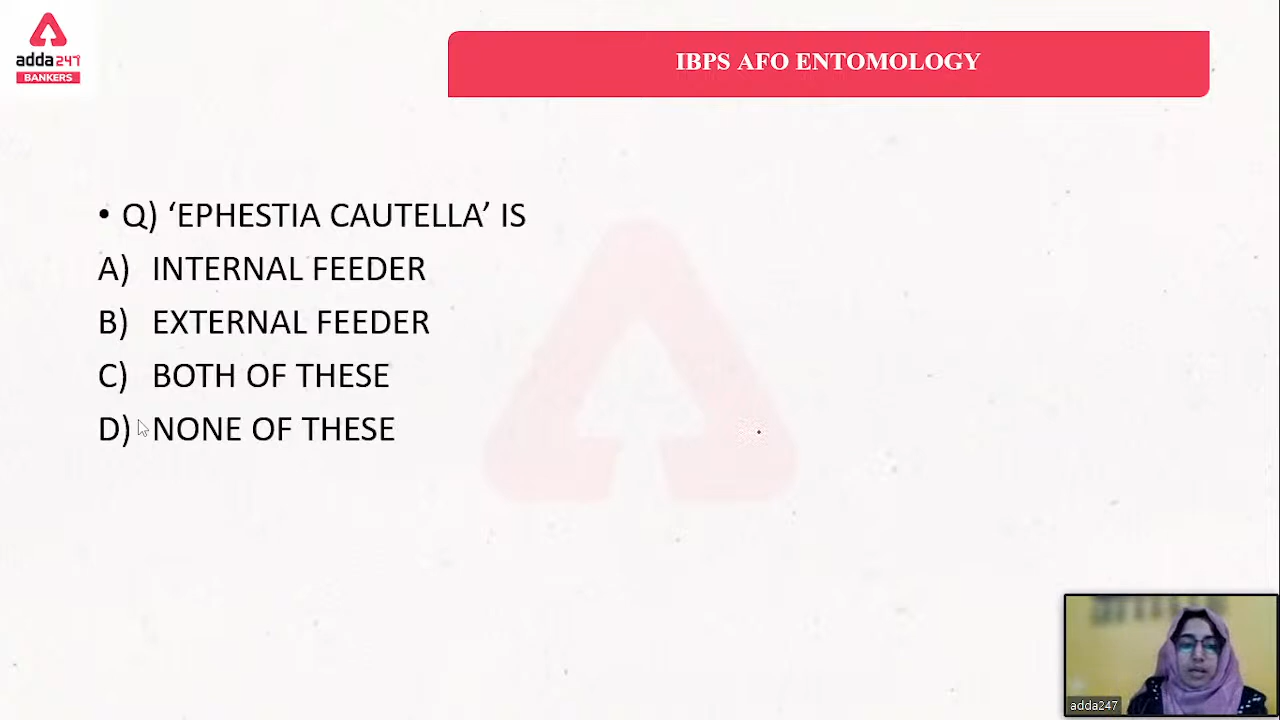 adda247
BANKERS
IBPS AFO ENTOMOLOGY
• Q) ‘EPHESTIA CAUTELLA’ IS
A) INTERNAL FEEDER
B) EXTERNAL FEEDER
C) BOTH OF THESE
D) NONE OF THESE
adda247